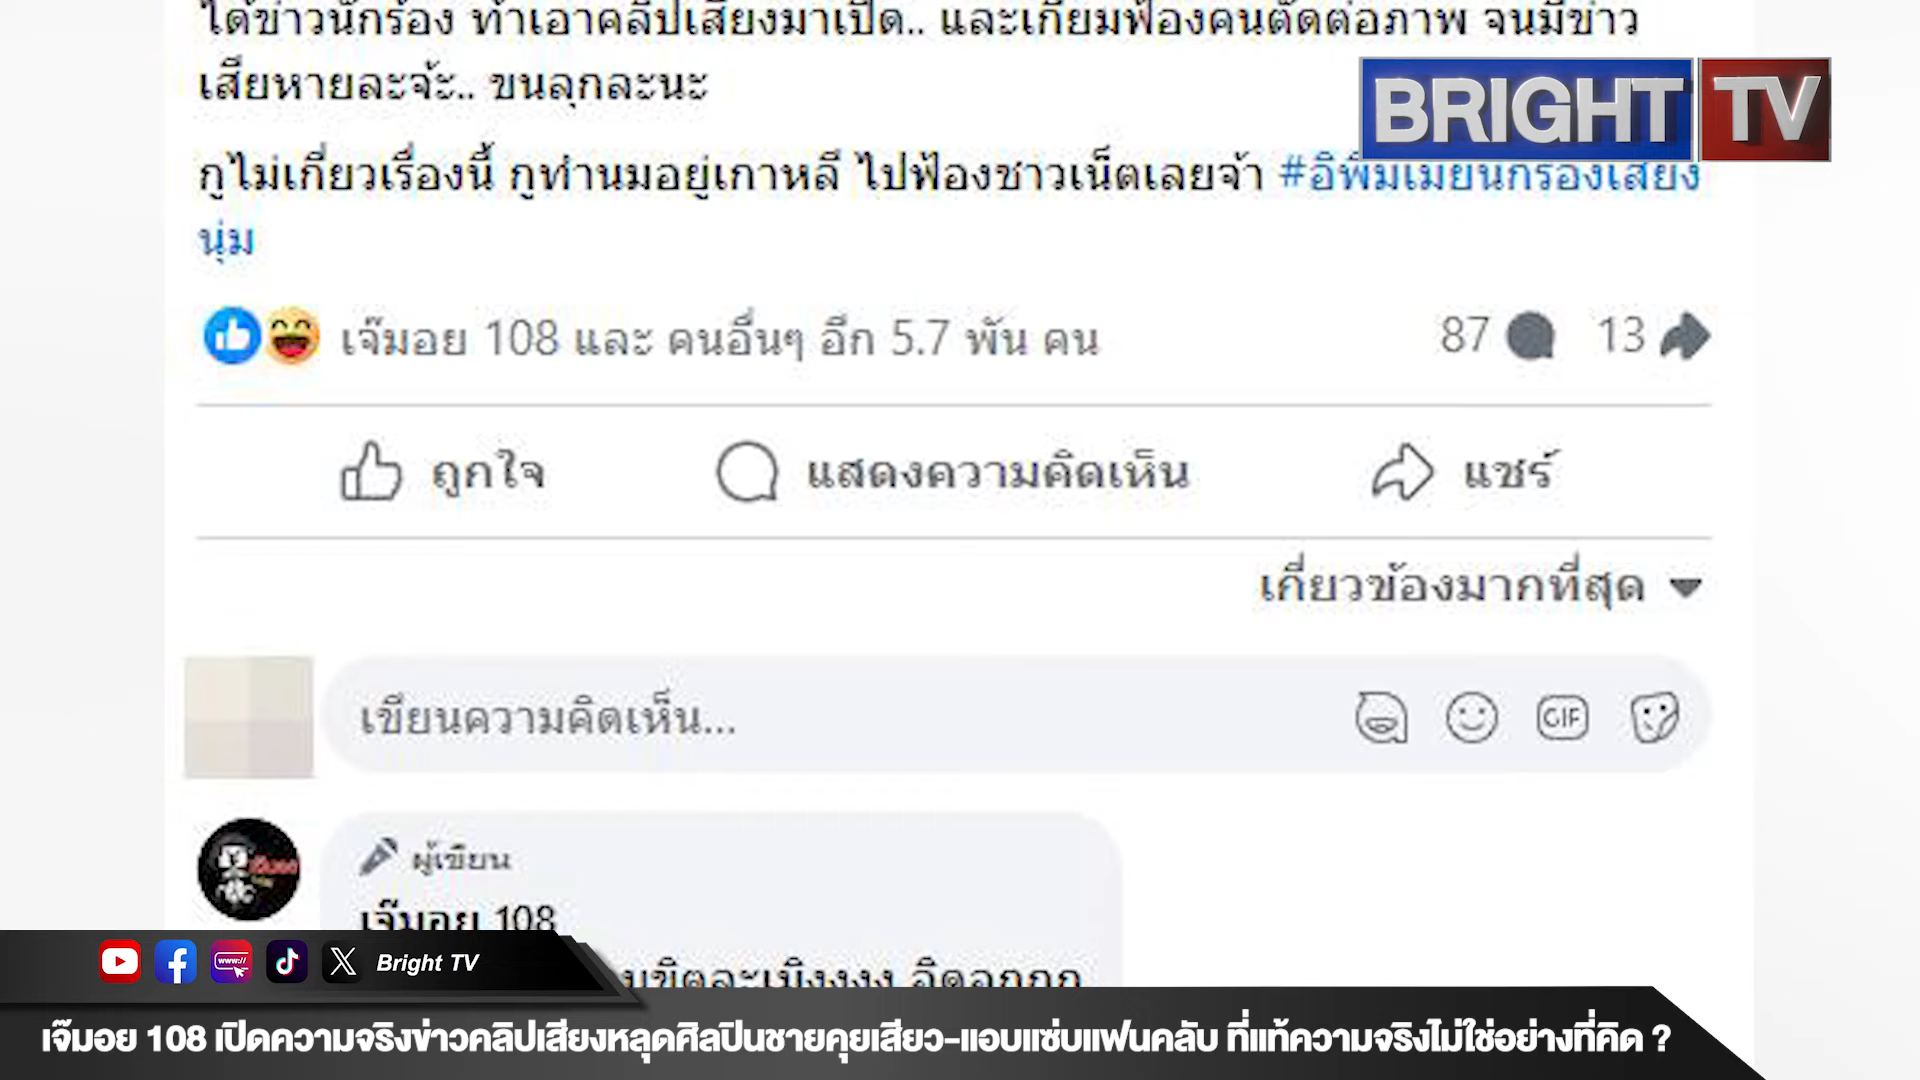 ได้ข่าวนักร้อง ท้าเอาคลิปเสียงมาเปิด.. และเกียมฟ้องคนตัดต่อภาพ จนมีข่าว
เสียหายละจ้ะ.. ขนลุกละนะ
BRIGHT TV
กูไม่เกี่ยวเรื่องนี้ กูทำนมอยู่เกาหลี ไปฟ้องชาวเน็ตเลยจ้า #อิพิมเมียนักร้องเสียง
นุ่ม
เจ๊มอย 108 และ คนอื่นๆ อีก 5.7 พัน คน 87 13
ถูกใจ แสดงความคิดเห็น แชร์
เกี่ยวข้องมากที่สุด
เขียนความคิดเห็น... GIF
ผู้เขียน
เจ๊มอย 108
www:// Bright TV
เจ๊มอย 108 เปิดความจริงข่าวคลิปเสียงหลุดศิลปินชายคุยเสียว-แอบแซ่บแฟนคลับ ที่แท้ความจริงไม่ใช่อย่างที่คิด ?